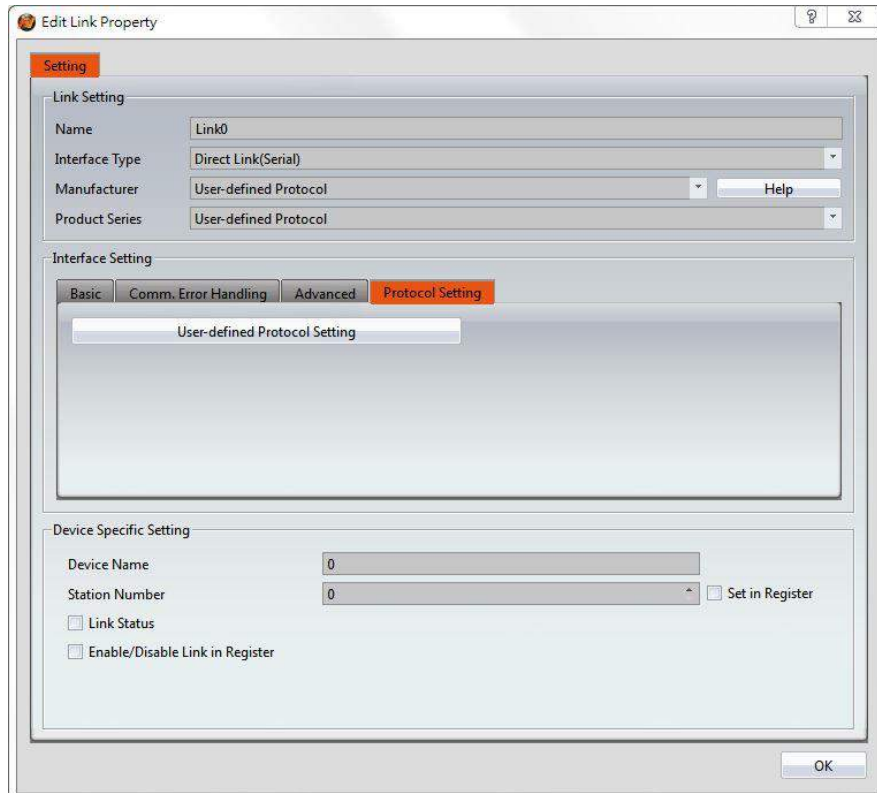 Edit Link Property
Setting
Link Setting
Name Link0
Interface Type Direct Link(Serial)
Manufacturer User-defined Protocol Help
Product Series User-defined Protocol
Interface Setting
Basic Comm. Error Handling Advanced Protocol Setting
User-defined Protocol Setting
Device Specific Setting
Device Name 0
Station Number 0 Set in Register
Link Status
Enable/Disable Link in Register
OK